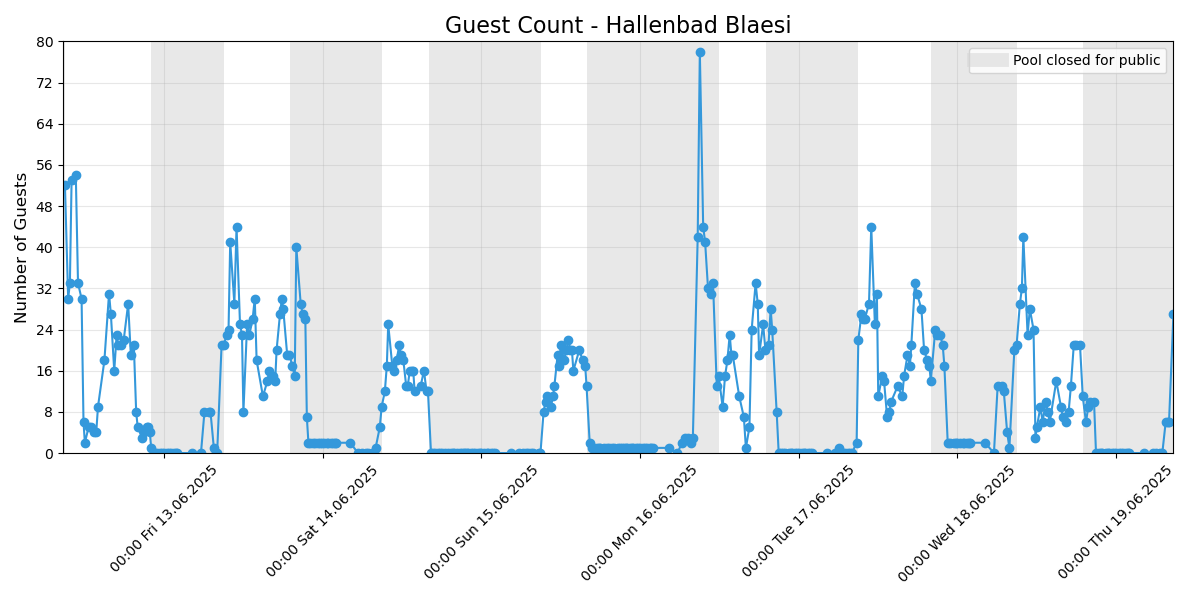 Guest Count - Hallenbad Blaesi
Pool closed for public
Number of Guests
80
72
64
56
48
40
32
24
16
8
0
00:00 Fri 13.06.2025
00:00 Sat 14.06.2025
00:00 Sun 15.06.2025
00:00 Mon 16.06.2025
00:00 Tue 17.06.2025
00:00 Wed 18.06.2025
00:00 Thu 19.06.2025